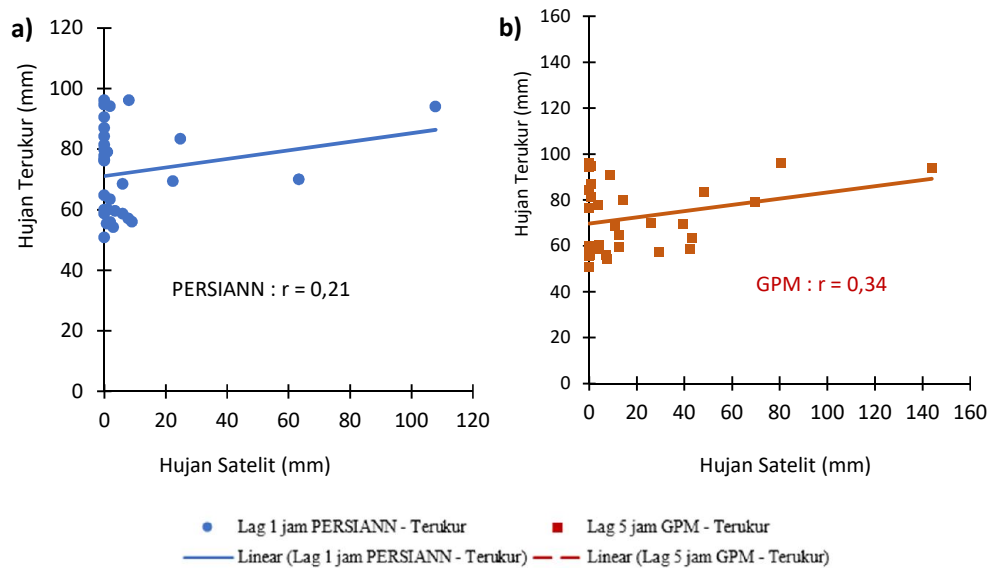 a)
120
100
80
60
40
20
0
0 20 40 60 80 100 120
Hujan Terukur (mm)
Hujan Satelit (mm)
PERSIANN : r = 0,21
b)
160
140
120
100
80
60
40
20
0
0 20 40 60 80 100 120 140 160
Hujan Terukur (mm)
Hujan Satelit (mm)
GPM : r = 0,34
Lag 1 jam PERSIANN - Terukur
Lag 5 jam GPM - Terukur
Linear (Lag 1 jam PERSIANN - Terukur)
Linear (Lag 5 jam GPM - Terukur)